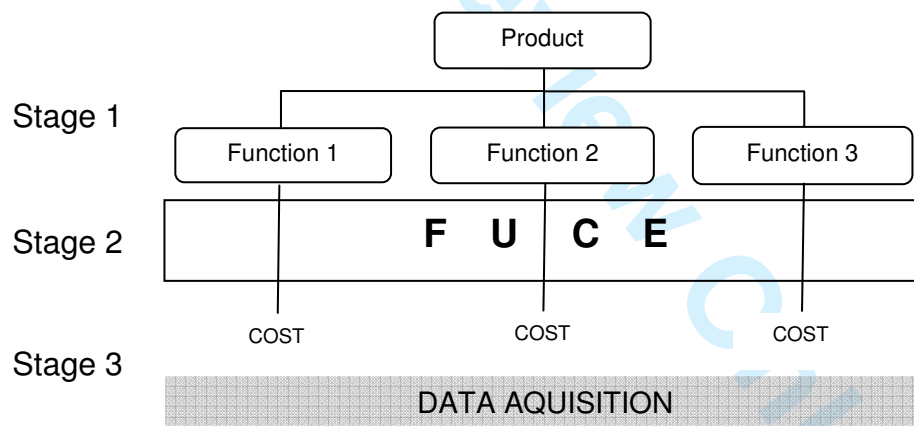 Product
Stage 1
Function 1 Function 2 Function 3
Stage 2
F U C E
COST COST COST
Stage 3
DATA AQUISITION